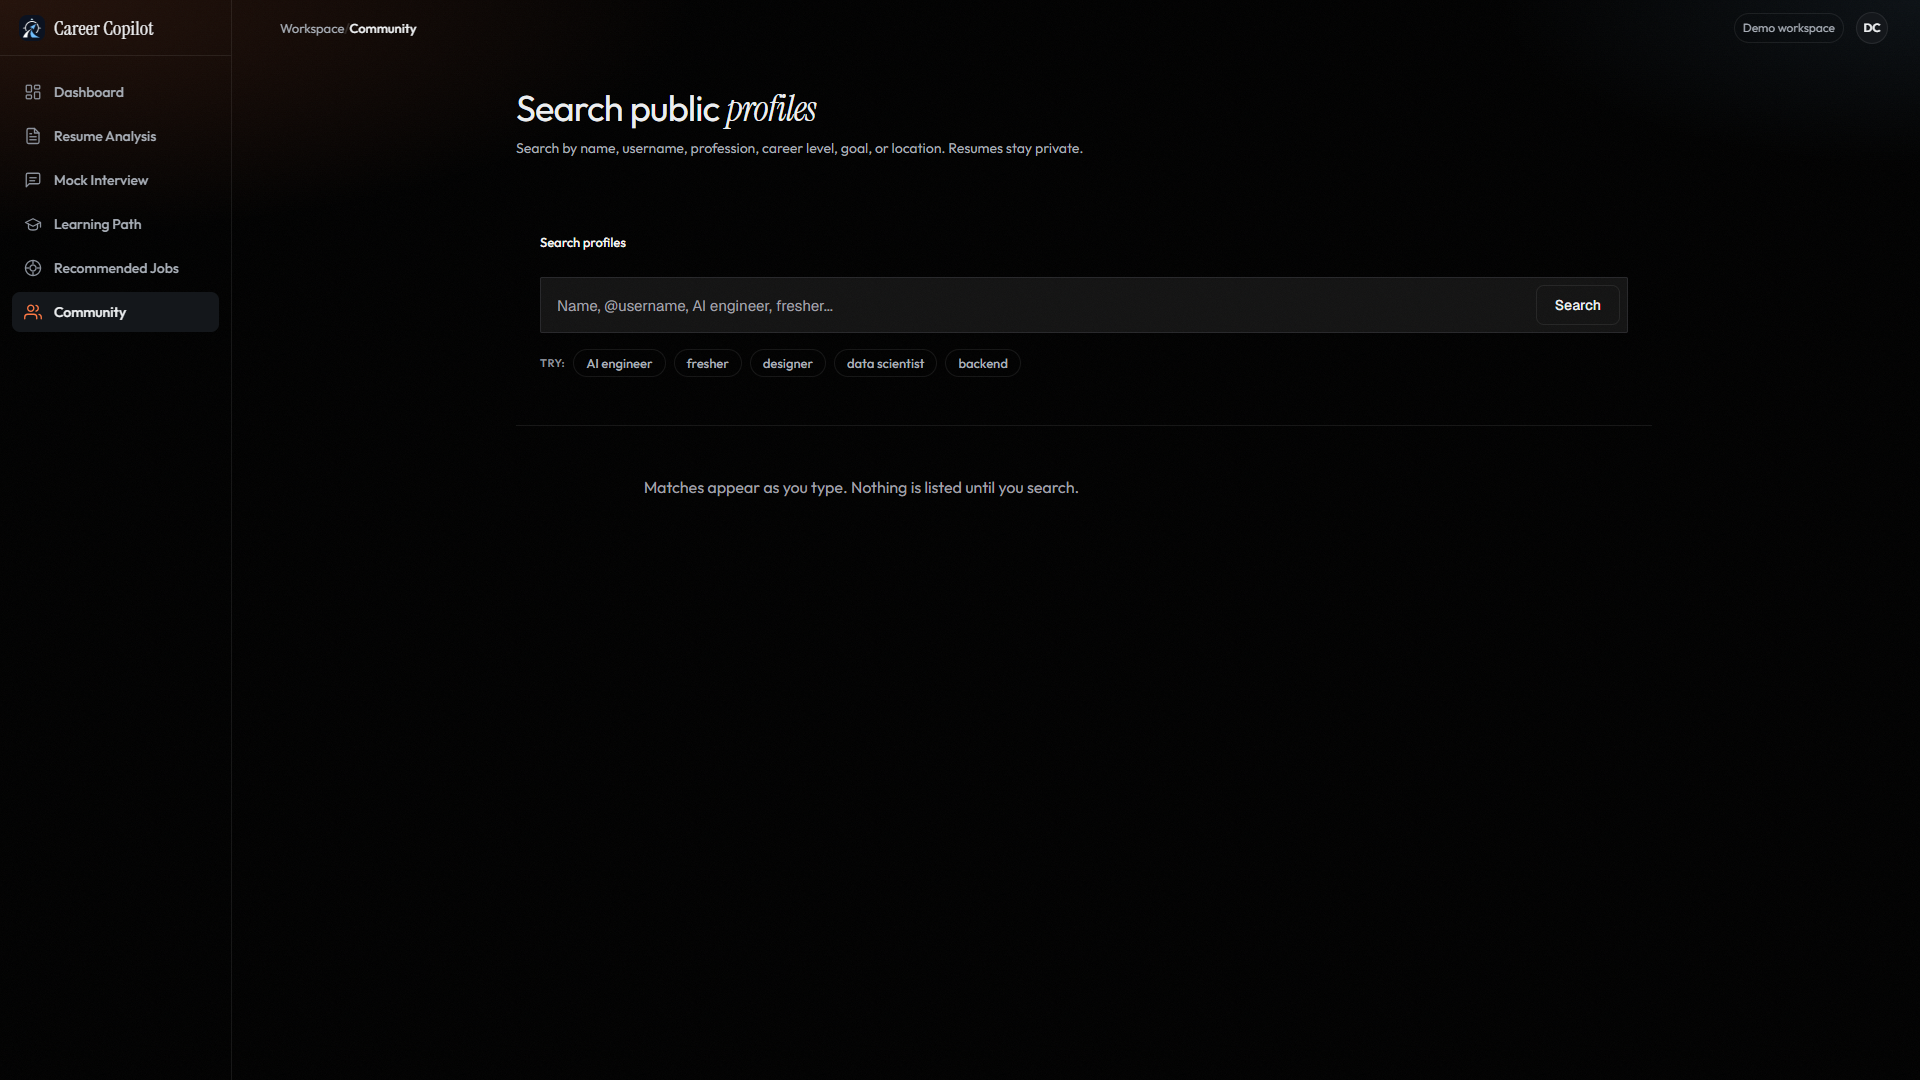 Career Copilot
Workspace/Community
Demo workspace
DC
Dashboard
Resume Analysis
Mock Interview
Learning Path
Recommended Jobs
Community
Search public profiles
Search by name, username, profession, career level, goal, or location. Resumes stay private.
Search profiles
Name, @username, AI engineer, fresher...
Search
TRY: AI engineer fresher designer data scientist backend
Matches appear as you type. Nothing is listed until you search.